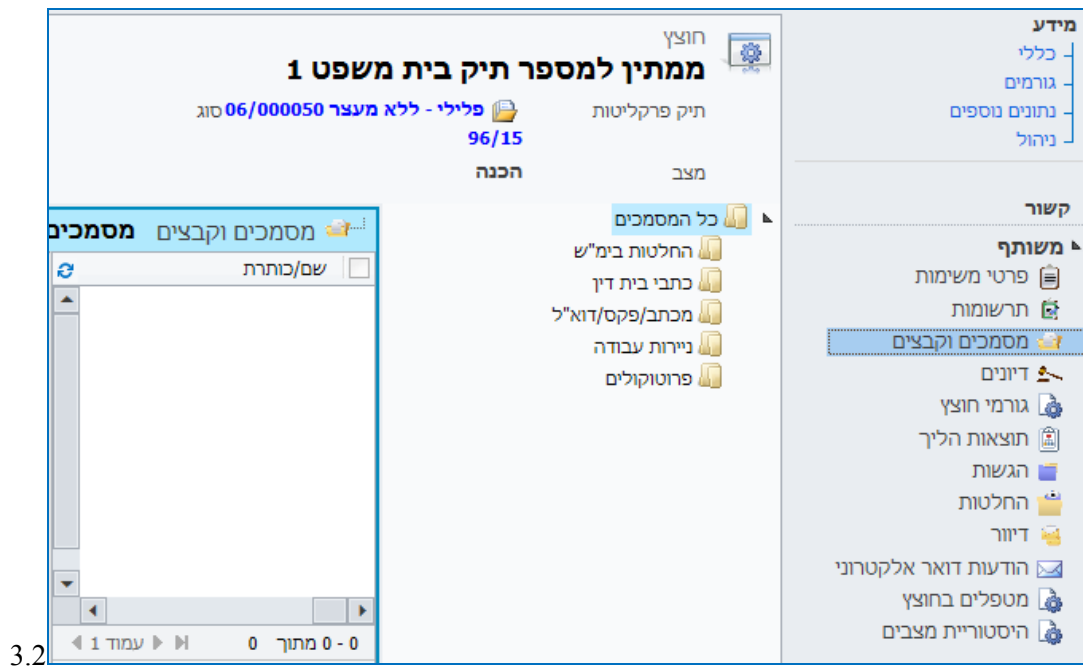 מידע
כללי
גורמים
נתונים נוספים
ניהול
קשור
משותף
פרטי משימות
תרשומות
מסמכים וקבצים
דיונים
גורמי חוצץ
תוצאות הליך
הגשות
החלטות
דיוור
הודעות דואר אלקטרוני
מטפלים בחוצץ
היסטוריית מצבים
חוצץ
ממתין למספר תיק בית משפט 1
תיק פרקליטות פלילי - ללא מעצר 06/000050 סוג
96/15
מצב הכנה
כל המסמכים
החלטות בימ"ש
כתבי בית דין
מכתב/פקס/דוא"ל
ניירות עבודה
פרוטוקולים
מסמכים וקבצים מסמכים
שם/כותרת
0 - 0 מתוך 0 עמוד 1
3.2